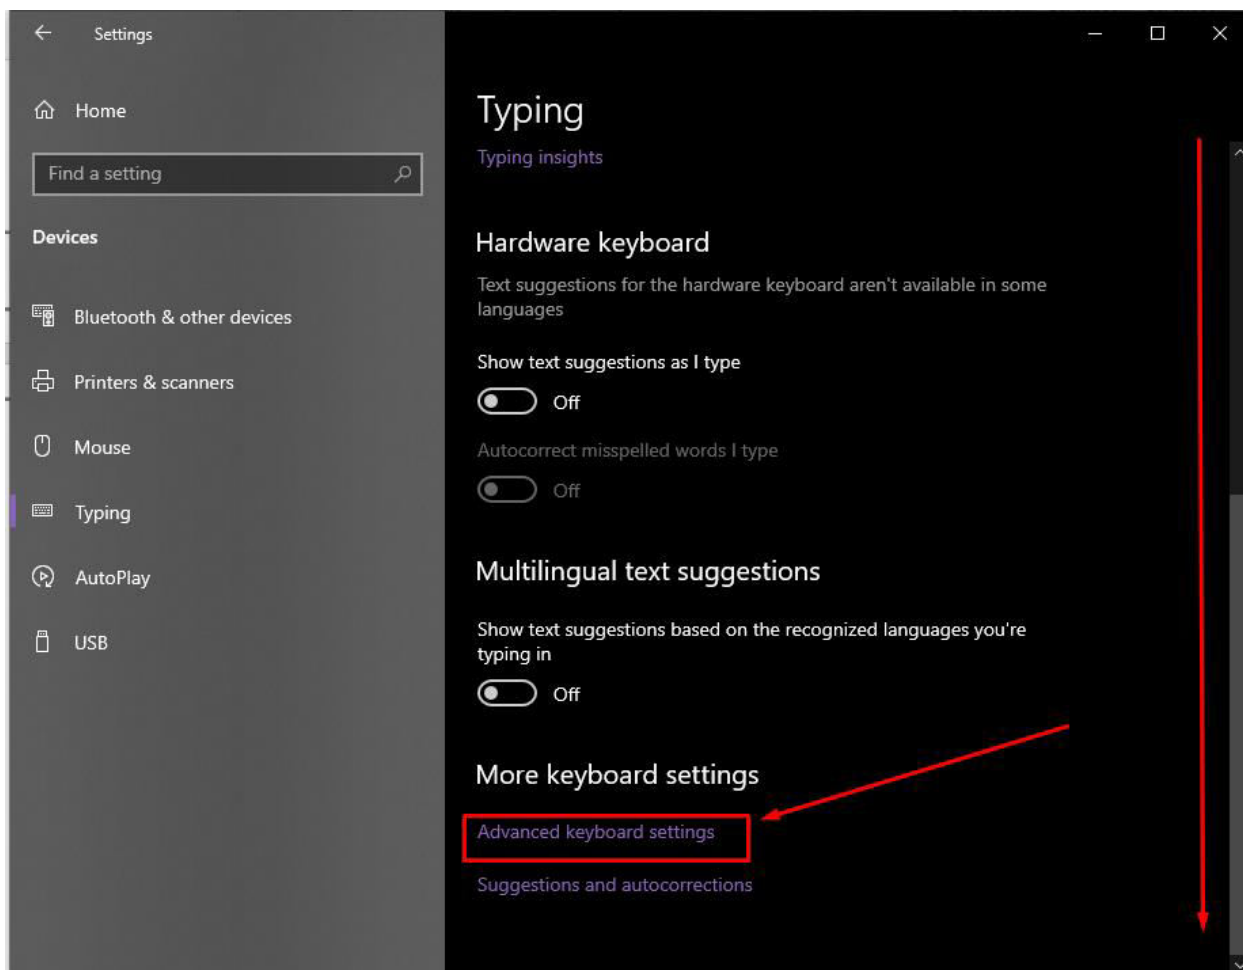 Settings
Home
Find a setting
Devices
Bluetooth & other devices
Printers & scanners
Mouse
Typing
AutoPlay
USB
Typing
Typing insights
Hardware keyboard
Text suggestions for the hardware keyboard aren't available in some
languages
Show text suggestions as I type
Off
Autocorrect misspelled words I type
Off
Multilingual text suggestions
Show text suggestions based on the recognized languages you're
typing in
Off
More keyboard settings
Advanced keyboard settings
Suggestions and autocorrections